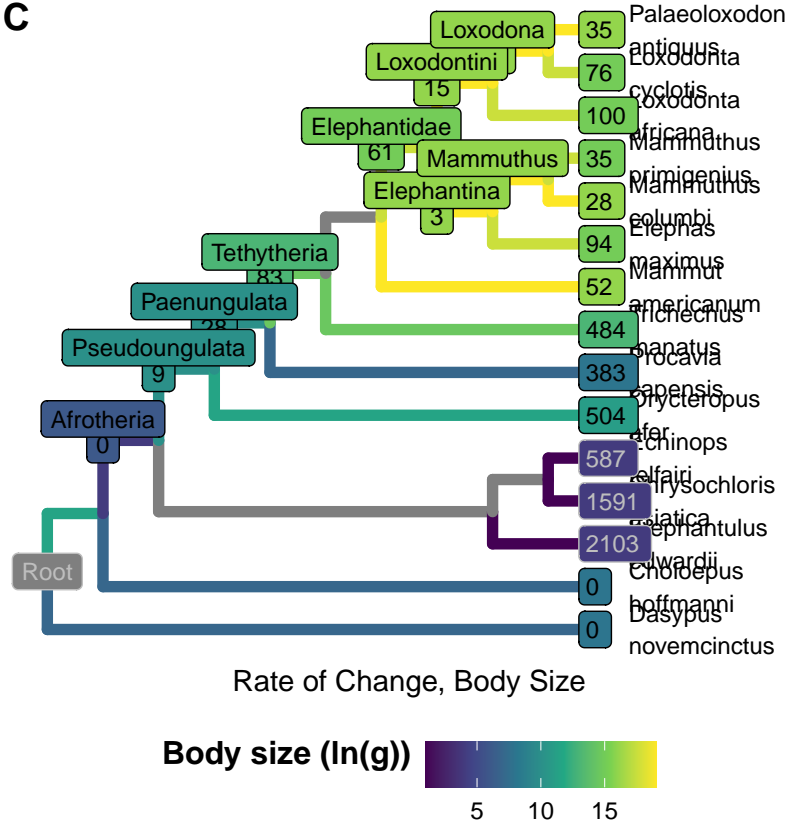 C
Palaeoloxodon
antiquus
Loxodona
35
Loxodonta
cyclotis
Loxodontini
76
15
Loxodonta
africana
100
Elephantidae
61
Mammuthus
primigenius
Mammuthus
35
Mammuthus
columbi
Elephantina
28
3
Elephas
maximus
94
Tethytheria
83
Mammut
americanum
52
Paenungulata
28
Trichechus
manatus
484
Pseudoungulata
9
Procavia
capensis
383
Afrotheria
0
Orycteropus
afer
504
Echinops
telfairi
587
Chrysochloris
asiatica
1591
Elephantulus
edwardii
2103
Root
Choloepus
hoffmanni
0
Dasypus
novemcinctus
0
Rate of Change, Body Size
Body size (ln(g))
5 10 15